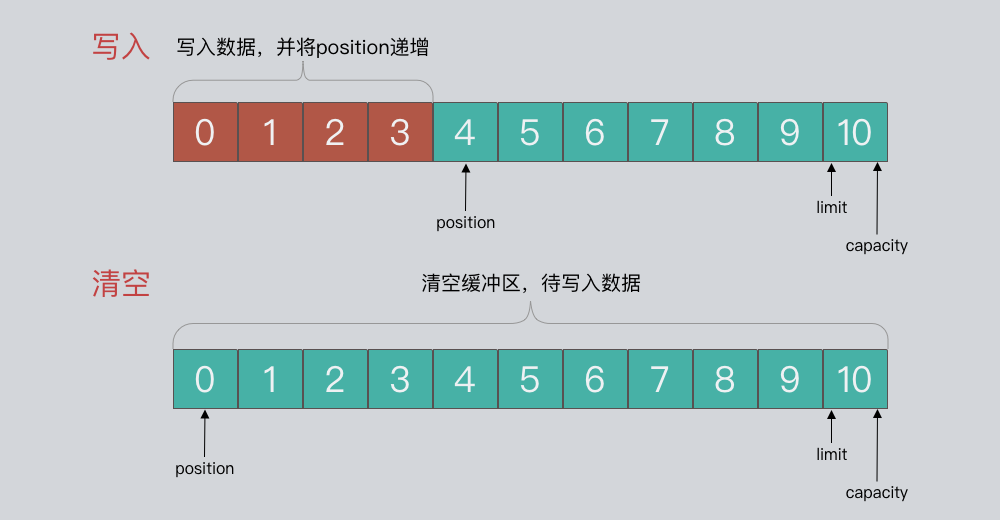 写入 写入数据，并将position递增
0 1 2 3 4 5 6 7 8 9 10
position
limit
capacity
清空
清空缓冲区，待写入数据
0 1 2 3 4 5 6 7 8 9 10
position
limit
capacity